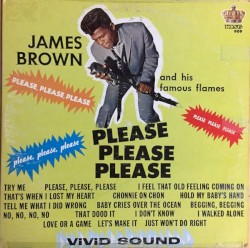 KING
JAMES
BROWN
and his
famous flames
PLEASE, PLEASE, PLEASE
PLEASE PLEASE PLEASE
please, please, please
PLEASE
PLEASE
PLEASE
TRY ME PLEASE, PLEASE, PLEASE I FEEL THAT OLD FEELING COMING ON
THAT'S WHEN I LOST MY HEART CHONNIE ON CHON HOLD MY BABY'S HAND
TELL ME WHAT I DID WRONG BABY CRIES OVER THE OCEAN BEGGING, BEGGING
NO, NO, NO, NO THAT DOOD IT I DON'T KNOW I WALKED ALONE
LOVE OR A GAME LET'S MAKE IT JUST WON'T DO RIGHT
VIVID SOUND